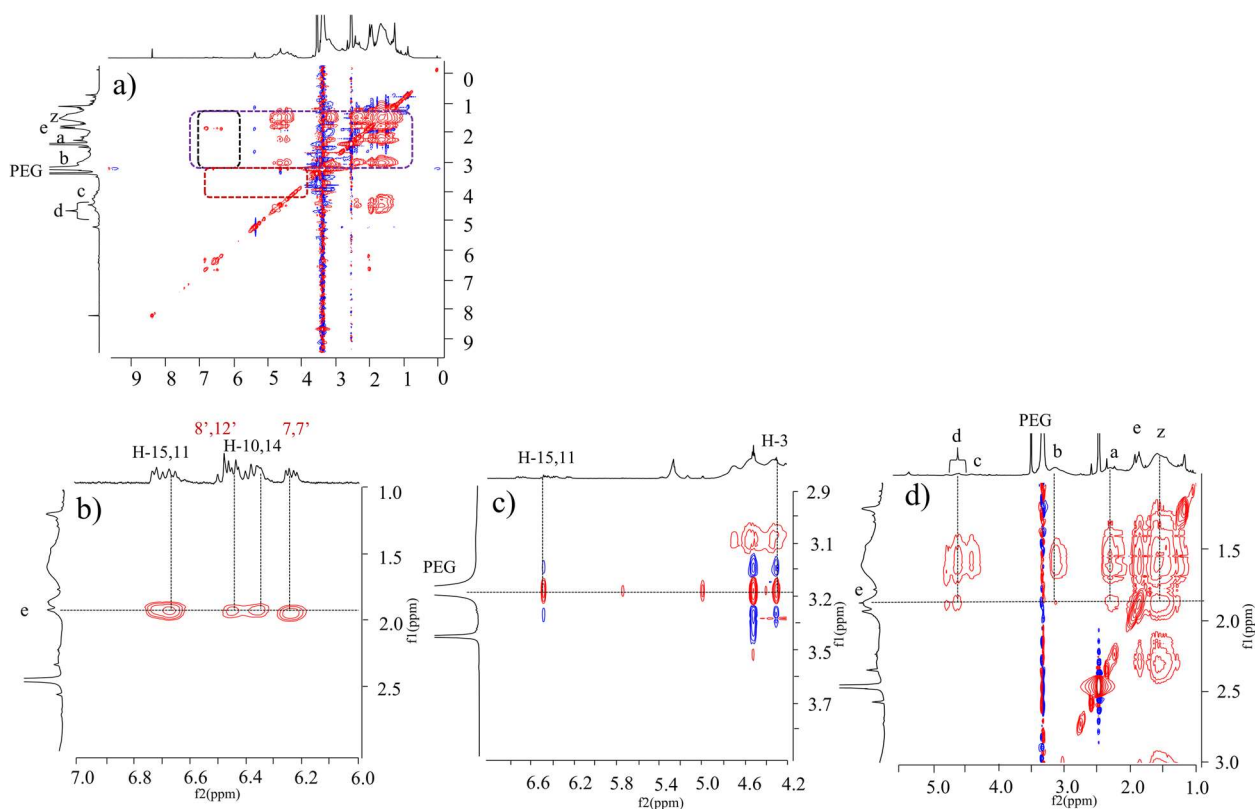 a)
0
1
2
3
4
5
6
7
8
9
z
e
a
b
PEG
c
d
9 8 7 6 5 4 3 2 1 0
8',12' 7,7'
H-15,11 H-10,14
b)
e
1.0
1.5
2.0
2.5
f1(ppm)
7.0 6.8 6.6 6.4 6.2 6.0
f2(ppm)
H-15,11 H-3
c)
PEG
2.9
3.1
3.2
3.5
3.7
f1(ppm)
6.6 5.8 5.0 4.6 4.2
f2(ppm)
PEG
d c b a e z
d)
e
1.5
2.0
2.5
3.0
f1(ppm)
5.0 4.0 3.0 2.0 1.0
f2(ppm)